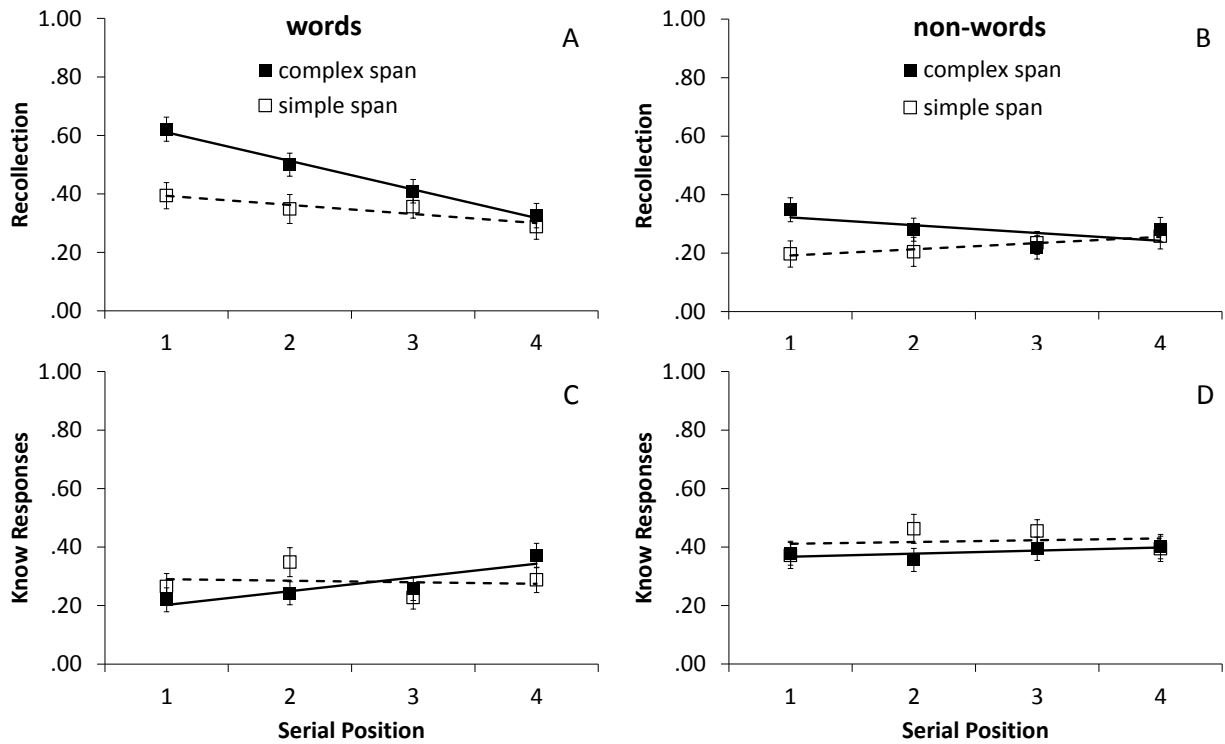 words
A
complex span
simple span
Recollection
1.00
.80
.60
.40
.20
.00
1
2
3
4
non-words
B
complex span
simple span
Recollection
1.00
.80
.60
.40
.20
.00
1
2
3
4
C
Know Responses
1.00
.80
.60
.40
.20
.00
1
2
3
4
Serial Position
D
Know Responses
1.00
.80
.60
.40
.20
.00
1
2
3
4
Serial Position